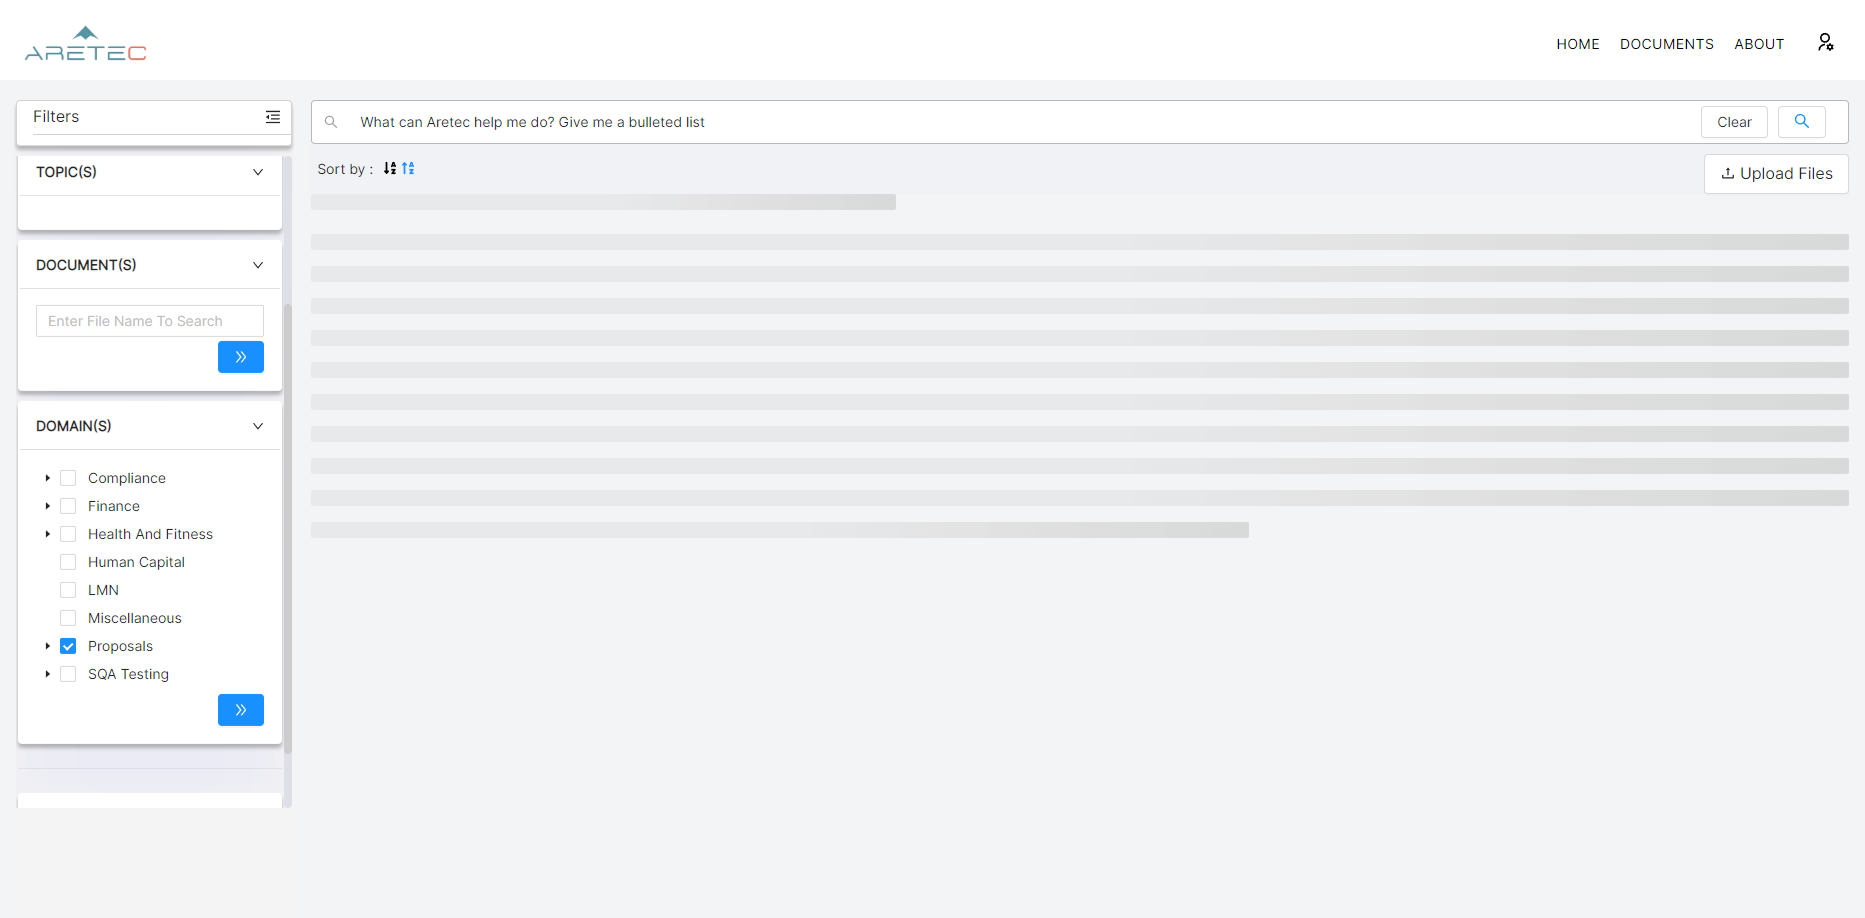 ARETEC
HOME DOCUMENTS ABOUT
Filters
What can Aretec help me do? Give me a bulleted list
Clear
Sort by :
Upload Files
TOPIC(S)
DOCUMENT(S)
Enter File Name To Search
DOMAIN(S)
Compliance
Finance
Health And Fitness
Human Capital
LMN
Miscellaneous
Proposals
SQA Testing